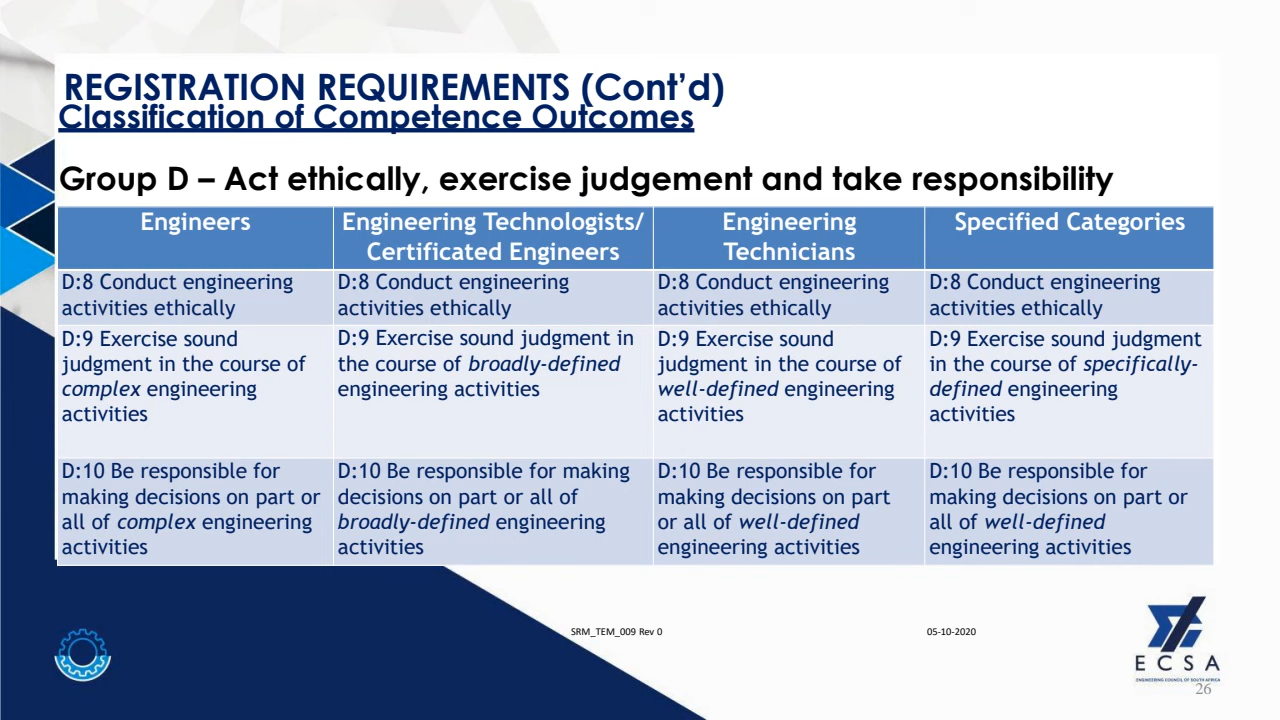 REGISTRATION REQUIREMENTS (Cont’d)
Classification of Competence Outcomes
Group D – Act ethically, exercise judgement and take responsibility
Engineers
Engineering Technologists/
Certificated Engineers
Engineering
Technicians
Specified Categories
D:8 Conduct engineering
activities ethically
D:8 Conduct engineering
activities ethically
D:8 Conduct engineering
activities ethically
D:8 Conduct engineering
activities ethically
D:9 Exercise sound
judgment in the course of
complex engineering
activities
D:9 Exercise sound judgment in
the course of broadly-defined
engineering activities
D:9 Exercise sound
judgment in the course of
well-defined engineering
activities
D:9 Exercise sound judgment
in the course of specifically-
defined engineering
activities
D:10 Be responsible for
making decisions on part or
all of complex engineering
activities
D:10 Be responsible for making
decisions on part or all of
broadly-defined engineering
activities
D:10 Be responsible for
making decisions on part
or all of well-defined
engineering activities
D:10 Be responsible for
making decisions on part or
all of well-defined
engineering activities
SRM_TEM_009 Rev 0
05-10-2020
ECSA
ENGINEERING COUNCIL OF SOUTH AFRICA
26